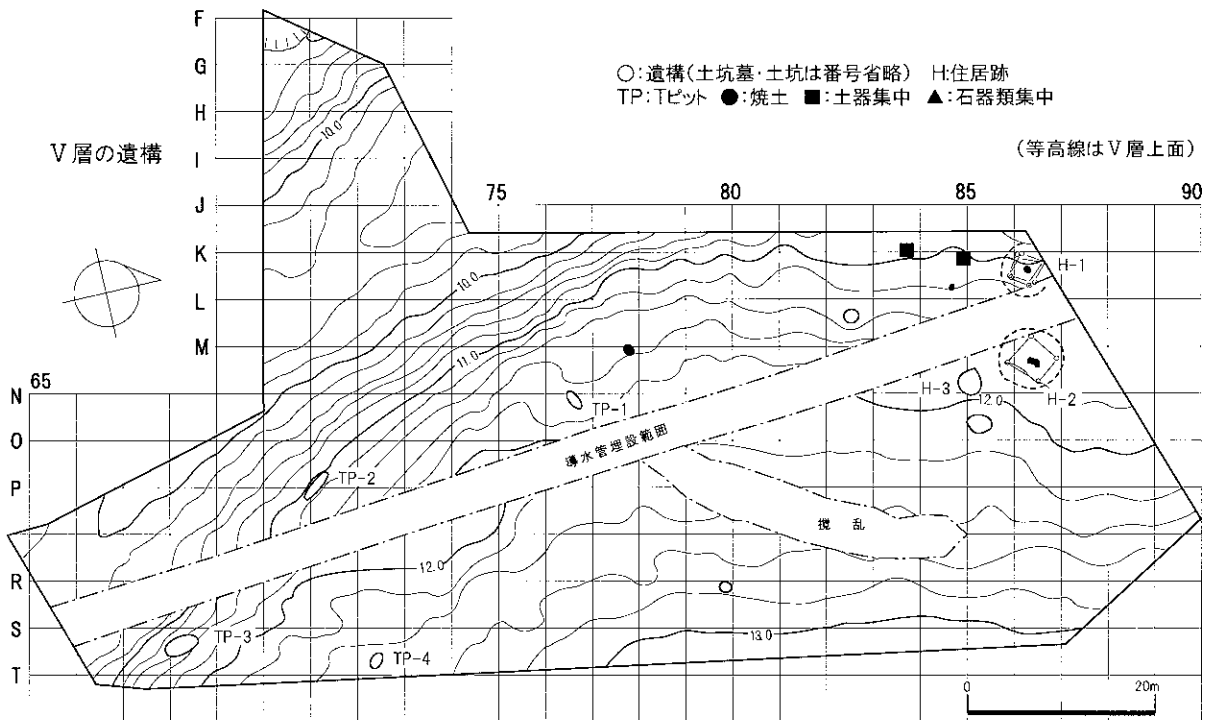 ○:遺構(土坑墓・土坑は番号省略) H:住居跡
TP:Tピット ●:焼土 ■:土器集中 ▲:石器類集中
V層の遺構
(等高線はV層上面)
F
G
H
I
J
K
L
M
N
O
P
R
S
T
65
75
80
85
90
10.0
10.0
11.0
12.0
12.0
13.0
H-1
H-2
H-3
TP-1
TP-2
TP-3
TP-4
導水管埋設範囲
攪乱
0 20m